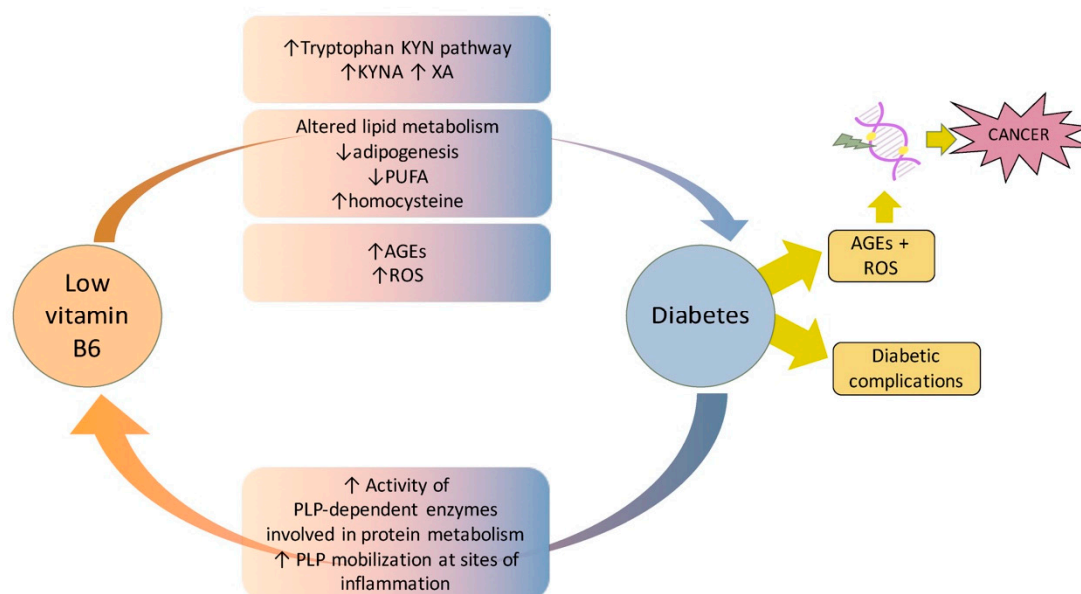 ↑Tryptophan KYN pathway
↑KYNA ↑ XA
Altered lipid metabolism
↓adipogenesis
↓PUFA
↑homocysteine
↑AGEs
↑ROS
Low
vitamin
B6
Diabetes
AGEs +
ROS
CANCER
Diabetic
complications
↑ Activity of
PLP-dependent enzymes
involved in protein metabolism
↑ PLP mobilization at sites of
inflammation